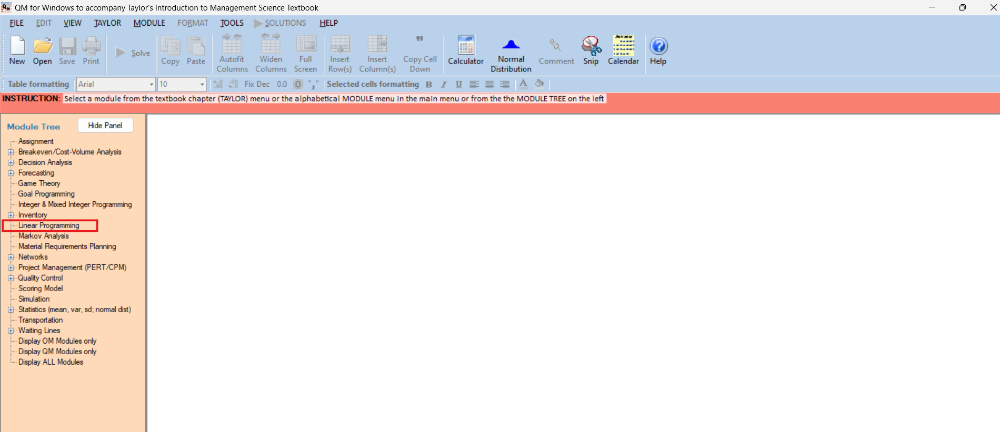 QM for Windows to accompany Taylor's Introduction to Management Science Textbook
FILE EDIT VIEW TAYLOR MODULE FORMAT TOOLS SOLUTIONS HELP
New Open Save Print Solve Copy Paste Autofit Columns Widen Columns Full Screen Insert Row(s) Insert Column(s) Copy Cell Down Calculator Normal Distribution Comment Snip January Calendar Help
Table formatting Arial 10 Fix Dec 0.0 0 "," Selected cells formatting B I U A
INSTRUCTION: Select a module from the textbook chapter (TAYLOR) menu or the alphabetical MODULE menu in the main menu or from the the MODULE TREE on the left
Module Tree Hide Panel
Assignment
Breakeven/Cost-Volume Analysis
Decision Analysis
Forecasting
Game Theory
Goal Programming
Integer & Mixed Integer Programming
Inventory
Linear Programming
Markov Analysis
Material Requirements Planning
Networks
Project Management (PERT/CPM)
Quality Control
Scoring Model
Simulation
Statistics (mean, var, sd; normal dist)
Transportation
Waiting Lines
Display OM Modules only
Display QM Modules only
Display ALL Modules